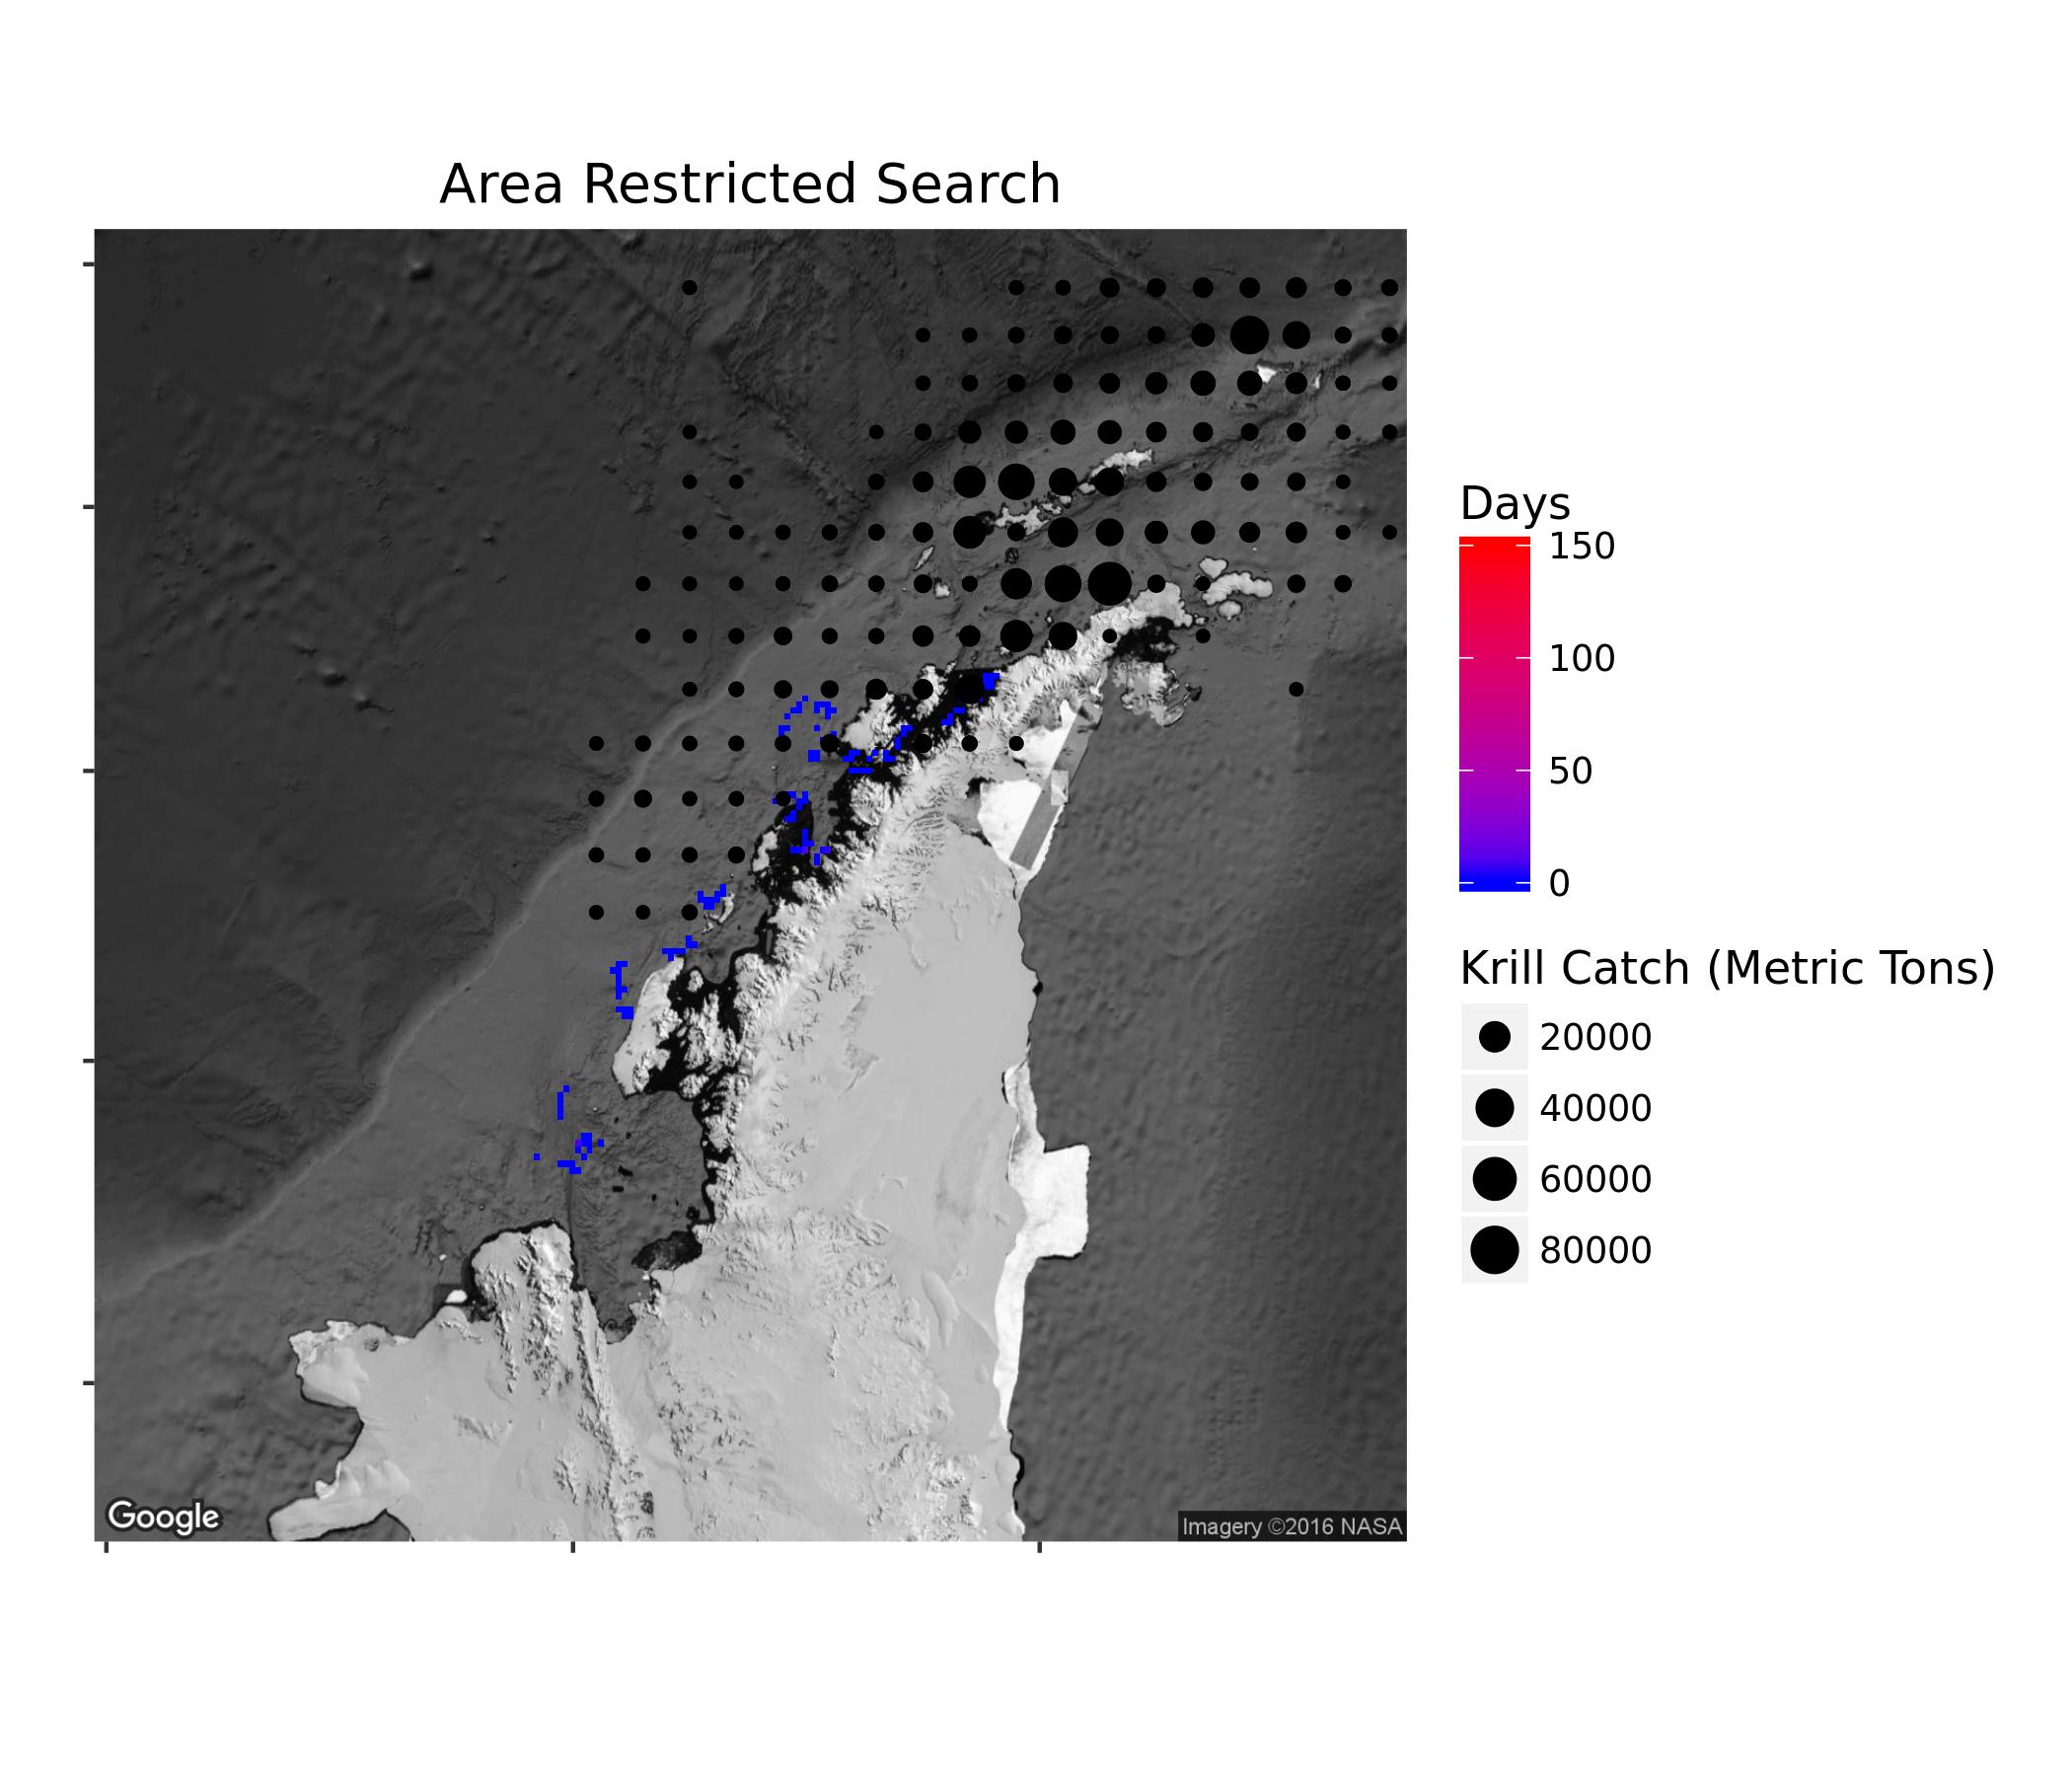 Area Restricted Search
Days
150
100
50
0
Krill Catch (Metric Tons)
20000
40000
60000
80000
Google
Imagery ©2016 NASA